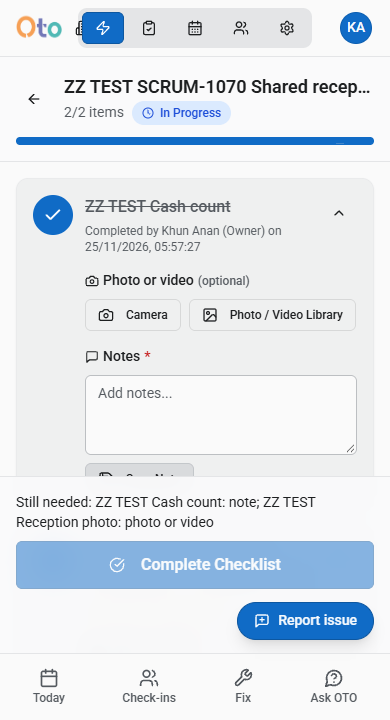 Oto
KA
ZZ TEST SCRUM-1070 Shared recep...
2/2 items
In Progress
ZZ TEST Cash count
Completed by Khun Anan (Owner) on
25/11/2026, 05:57:27
Photo or video (optional)
Camera
Photo / Video Library
Notes *
Add notes...
Still needed: ZZ TEST Cash count: note; ZZ TEST
Reception photo: photo or video
Complete Checklist
Report issue
Today
Check-ins
Fix
Ask OTO